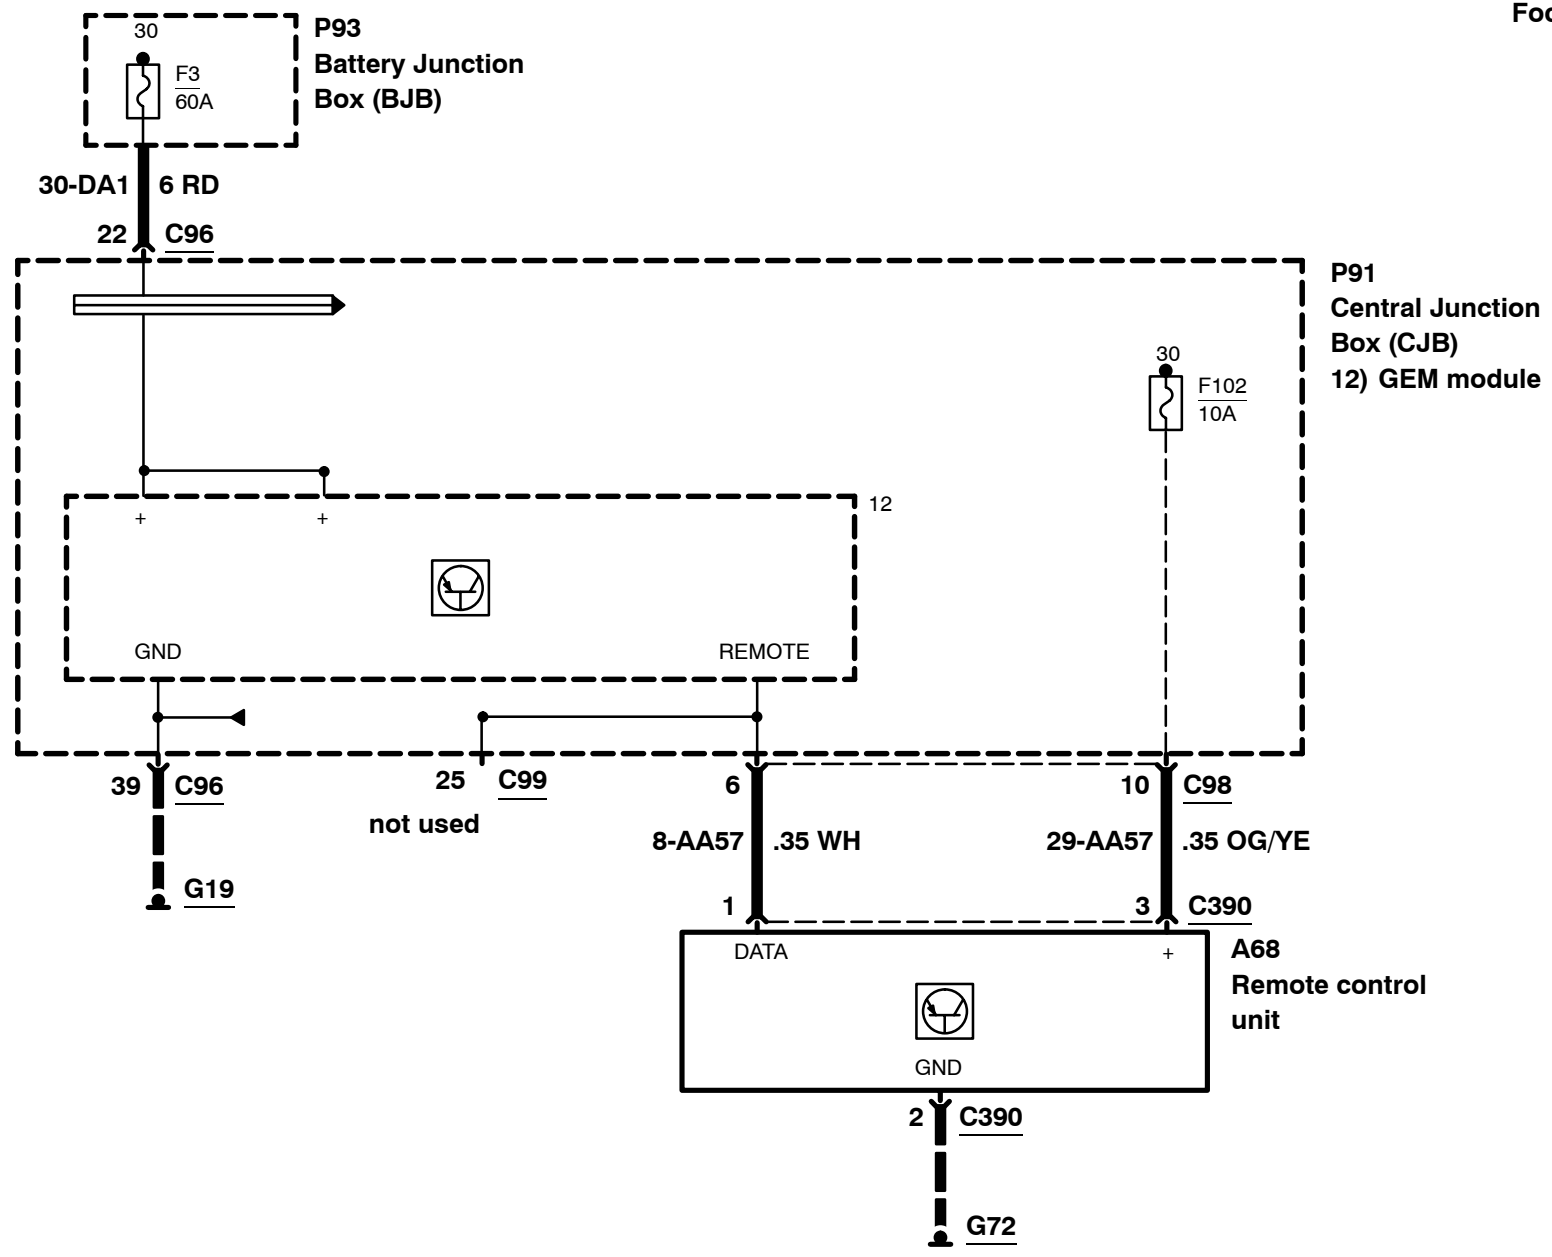 Foc
30
P93
Battery Junction
Box (BJB)
F3
60A
30-DA1 6 RD
22 C96
P91
Central Junction
Box (CJB)
12) GEM module
30
F102
10A
12
+ +
GND REMOTE
39 C96 25 C99 6 10 C98
not used
8-AA57 .35 WH 29-AA57 .35 OG/YE
G19
1 3 C390
DATA + A68
Remote control
unit
GND
2 C390
G72